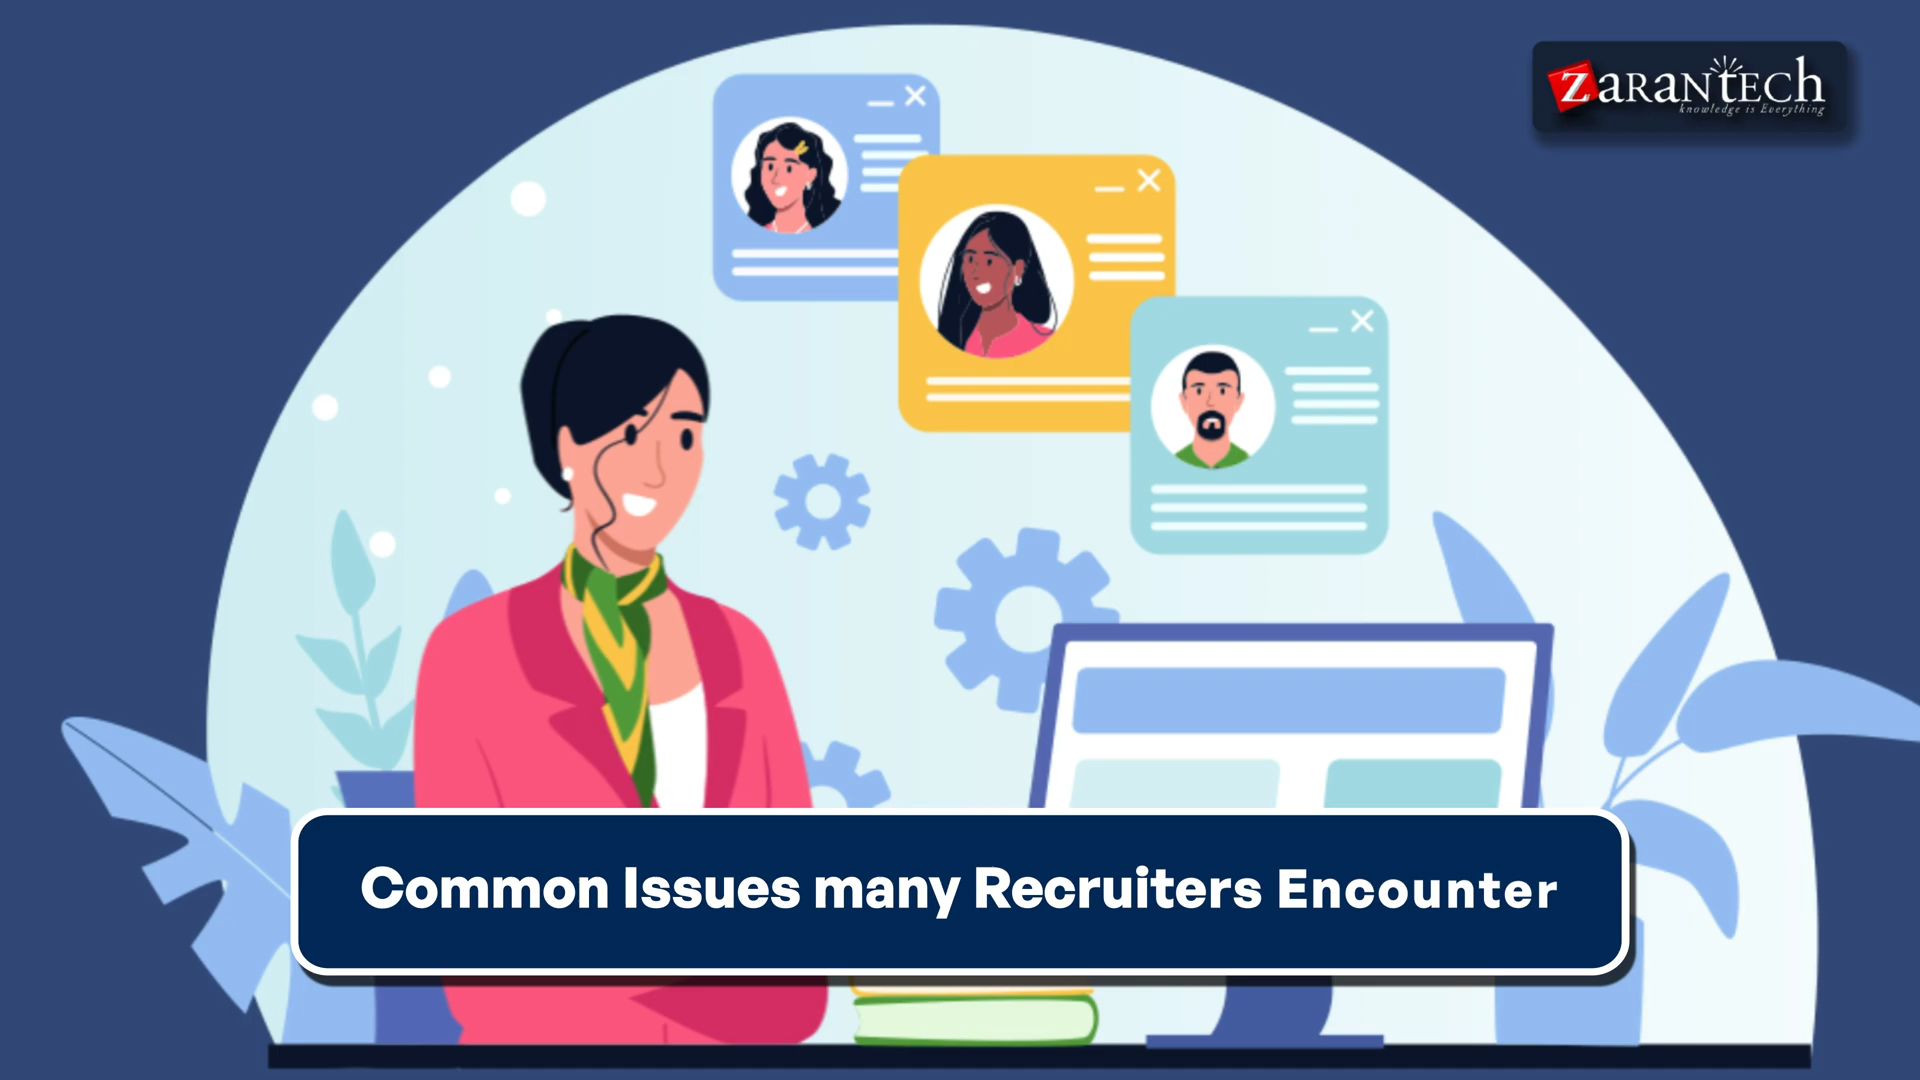 ZaranTech
knowledge is Everything
Common Issues many Recruiters Encounter